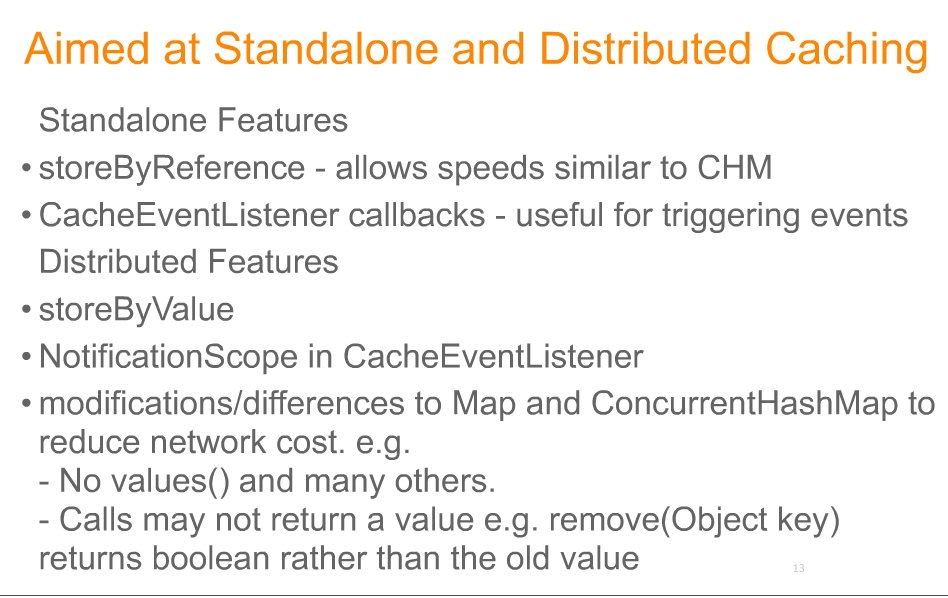 Aimed at Standalone and Distributed Caching
Standalone Features
• storeByReference - allows speeds similar to CHM
• CacheEventListener callbacks - useful for triggering events
Distributed Features
• storeByValue
• NotificationScope in CacheEventListener
• modifications/differences to Map and ConcurrentHashMap to
reduce network cost. e.g.
- No values() and many others.
- Calls may not return a value e.g. remove(Object key)
returns boolean rather than the old value
13